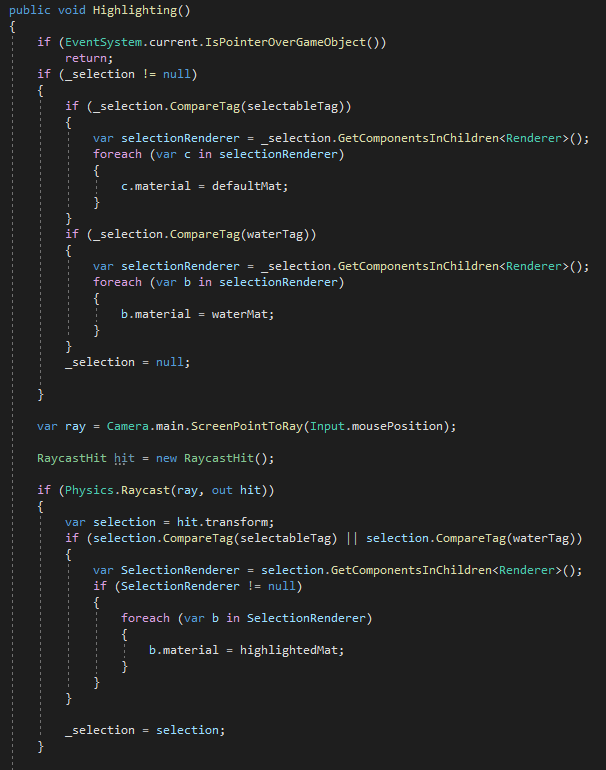 public void Highlighting()
{
    if (EventSystem.current.IsPointerOverGameObject())
        return;
    if (_selection != null)
    {
        if (_selection.CompareTag(selectableTag))
        {
            var selectionRenderer = _selection.GetComponentsInChildren<Renderer>();
            foreach (var c in selectionRenderer)
            {
                c.material = defaultMat;
            }
        }
        if (_selection.CompareTag(waterTag))
        {
            var selectionRenderer = _selection.GetComponentsInChildren<Renderer>();
            foreach (var b in selectionRenderer)
            {
                b.material = waterMat;
            }
        }
        _selection = null;
    }
    var ray = Camera.main.ScreenPointToRay(Input.mousePosition);
    RaycastHit hit = new RaycastHit();
    if (Physics.Raycast(ray, out hit))
    {
        var selection = hit.transform;
        if (selection.CompareTag(selectableTag) || selection.CompareTag(waterTag))
        {
            var SelectionRenderer = selection.GetComponentsInChildren<Renderer>();
            if (SelectionRenderer != null)
            {
                foreach (var b in SelectionRenderer)
                {
                    b.material = highlightedMat;
                }
            }
        }
        _selection = selection;
    }